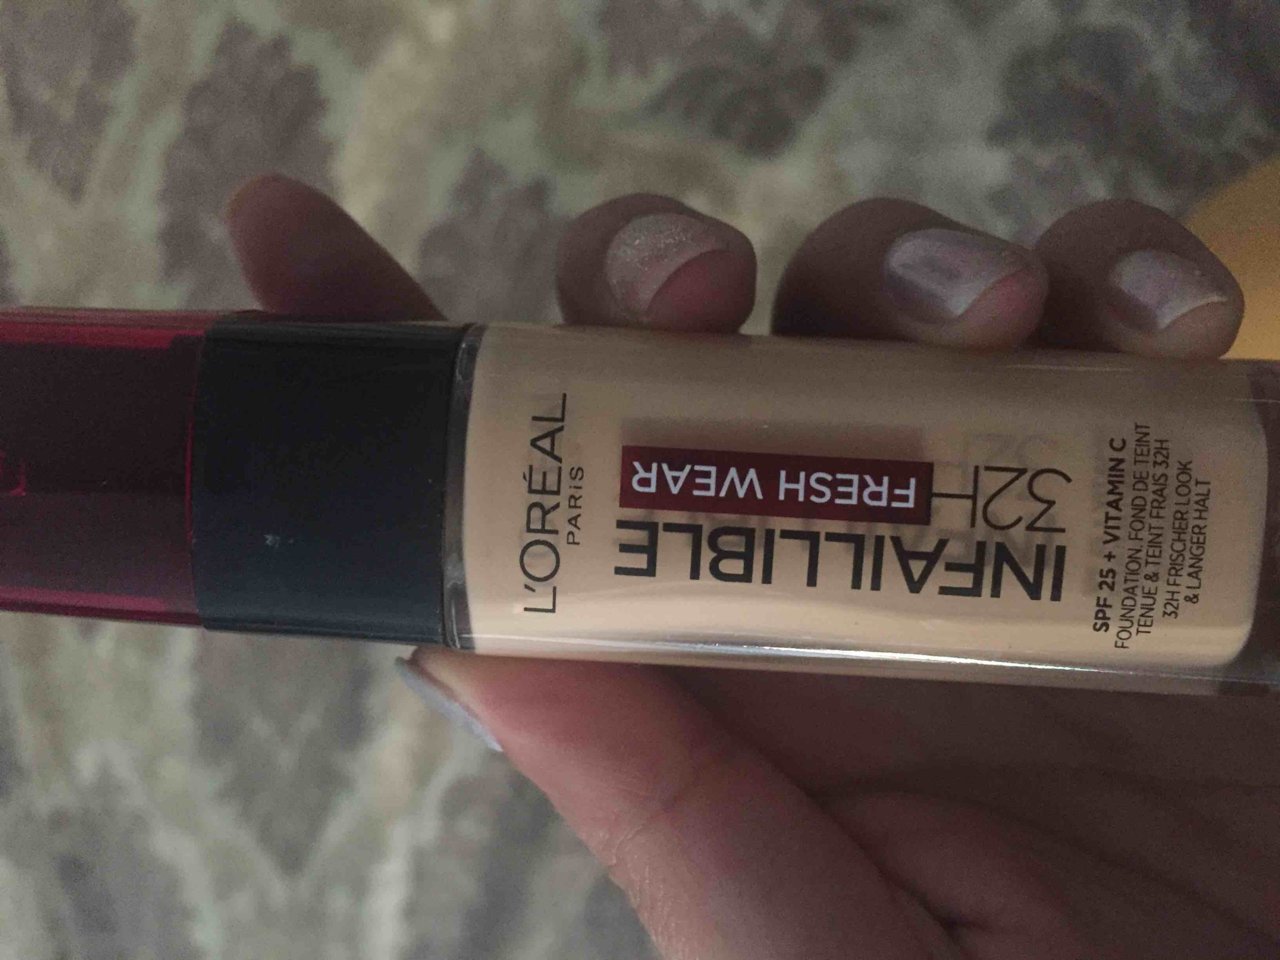 L'ORÉAL
PARIS
INFAILLIBLE
32H FRESH WEAR
SPF 25 + VITAMIN C
FOUNDATION. FOND DE TEINT
TENUE & TEINT FRAIS 32H
32H FRISCHER LOOK
& LANGER HALT